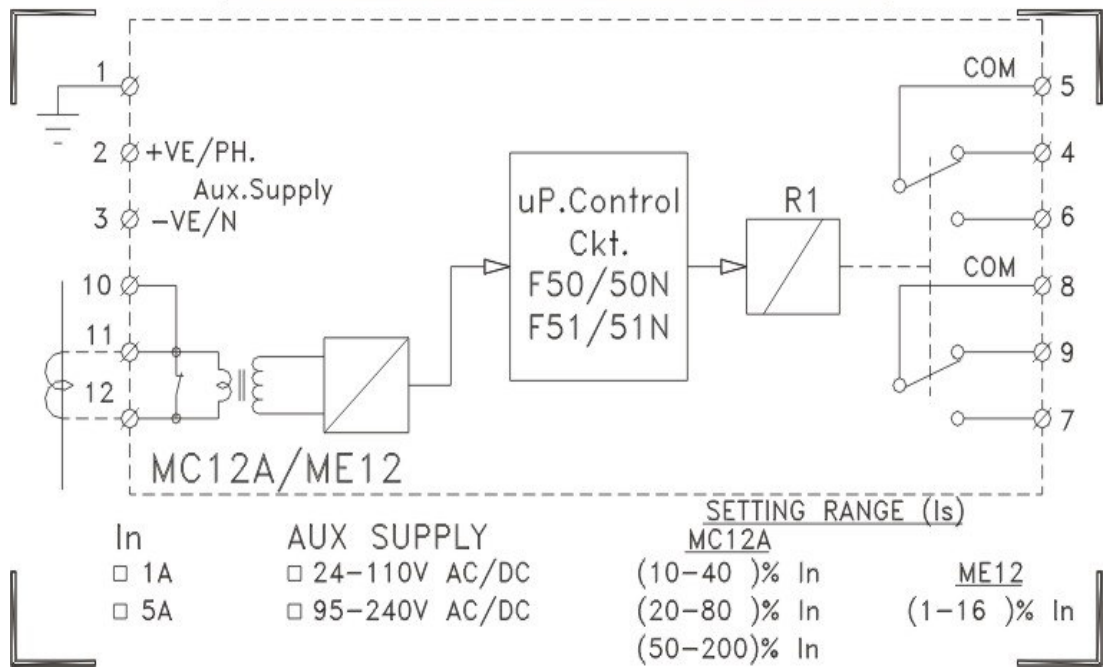 1
2 +VE/PH.
Aux.Supply
3 -VE/N
10
11
12
MC12A/ME12
uP.Control
Ckt.
F50/50N
F51/51N
R1
COM 5
4
6
COM 8
9
7
In
□ 1A
□ 5A
AUX SUPPLY
□ 24-110V AC/DC
□ 95-240V AC/DC
SETTING RANGE (Is)
MC12A
(10-40 )% In
(20-80 )% In
(50-200)% In
ME12
(1-16 )% In